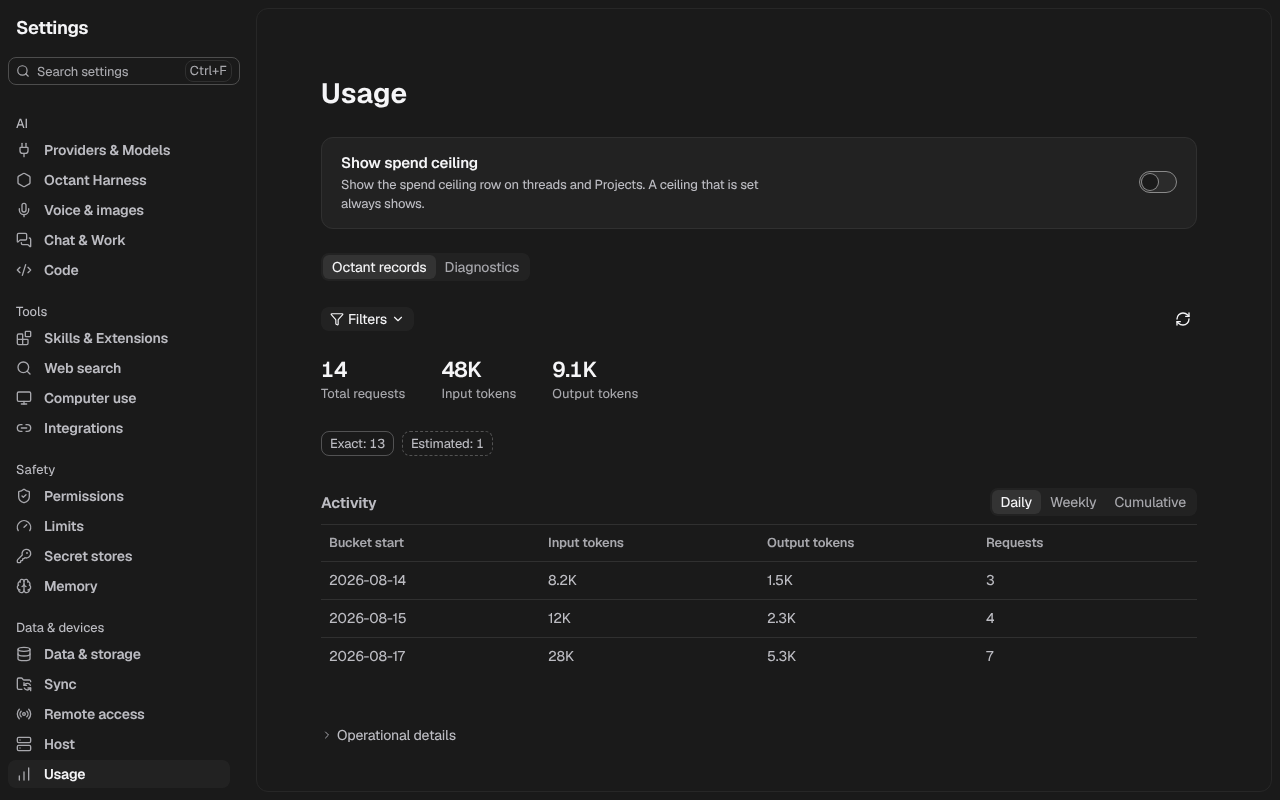 Settings
Search settings Ctrl+F
AI
Providers & Models
Octant Harness
Voice & images
Chat & Work
Code
Tools
Skills & Extensions
Web search
Computer use
Integrations
Safety
Permissions
Limits
Secret stores
Memory
Data & devices
Data & storage
Sync
Remote access
Host
Usage
Usage
Show spend ceiling
Show the spend ceiling row on threads and Projects. A ceiling that is set
always shows.
Octant records Diagnostics
Filters
14 48K 9.1K
Total requests Input tokens Output tokens
Exact: 13 Estimated: 1
Activity Daily Weekly Cumulative
Bucket start Input tokens Output tokens Requests
2026-08-14 8.2K 1.5K 3
2026-08-15 12K 2.3K 4
2026-08-17 28K 5.3K 7
Operational details